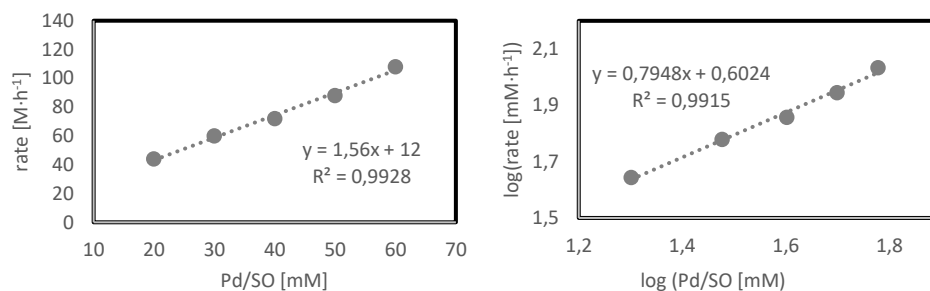 140
120
100
80
60
40
20
0
rate [M·h⁻¹]
y = 1,56x + 12
R² = 0,9928
10 20 30 40 50 60 70
Pd/SO [mM]
2,1
1,9
1,7
1,5
log(rate [mM·h⁻¹])
y = 0,7948x + 0,6024
R² = 0,9915
1,2 1,4 1,6 1,8
log (Pd/SO mM)